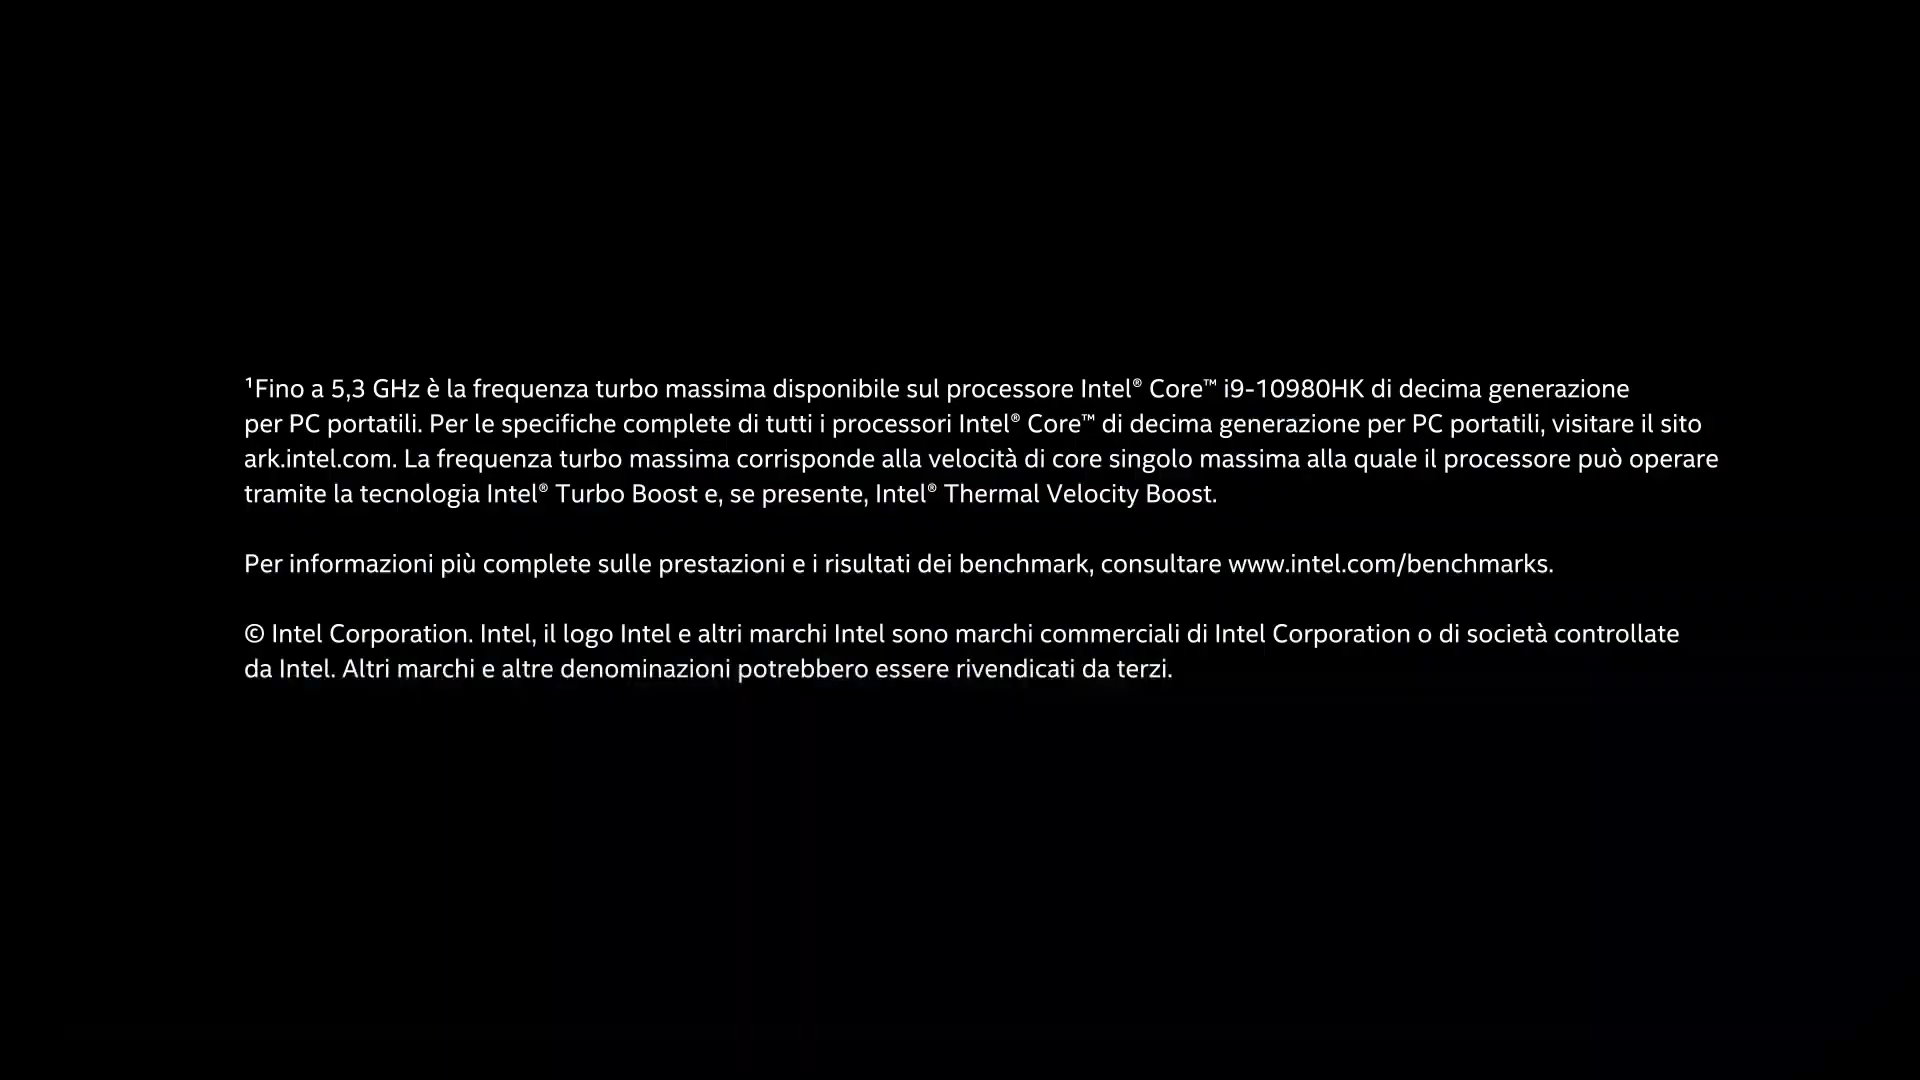 ¹Fino a 5,3 GHz è la frequenza turbo massima disponibile sul processore Intel® Core™ i9-10980HK di decima generazione
per PC portatili. Per le specifiche complete di tutti i processori Intel® Core™ di decima generazione per PC portatili, visitare il sito
ark.intel.com. La frequenza turbo massima corrisponde alla velocità di core singolo massima alla quale il processore può operare
tramite la tecnologia Intel® Turbo Boost e, se presente, Intel® Thermal Velocity Boost.
Per informazioni più complete sulle prestazioni e i risultati dei benchmark, consultare www.intel.com/benchmarks.
© Intel Corporation. Intel, il logo Intel e altri marchi Intel sono marchi commerciali di Intel Corporation o di società controllate
da Intel. Altri marchi e altre denominazioni potrebbero essere rivendicati da terzi.